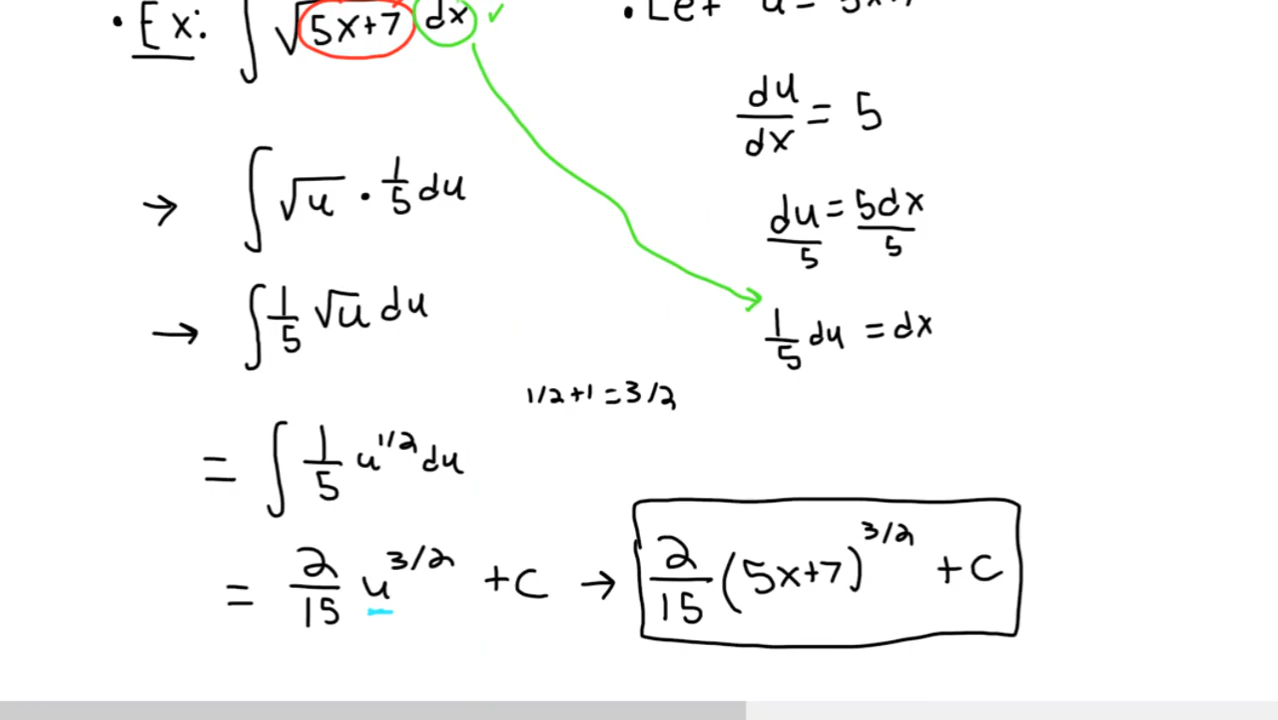 • Ex: ∫ √5x+7 dx ✓
→ ∫ √u · 1/5 du
→ ∫ 1/5 √u du
= ∫ 1/5 u^1/2 du
= 2/15 u^3/2 +C → 2/15 (5x+7)^3/2 +C
• Let u = 5x+7
du/dx = 5
du/5 = 5dx/5
1/5 du = dx
1/2+1=3/2